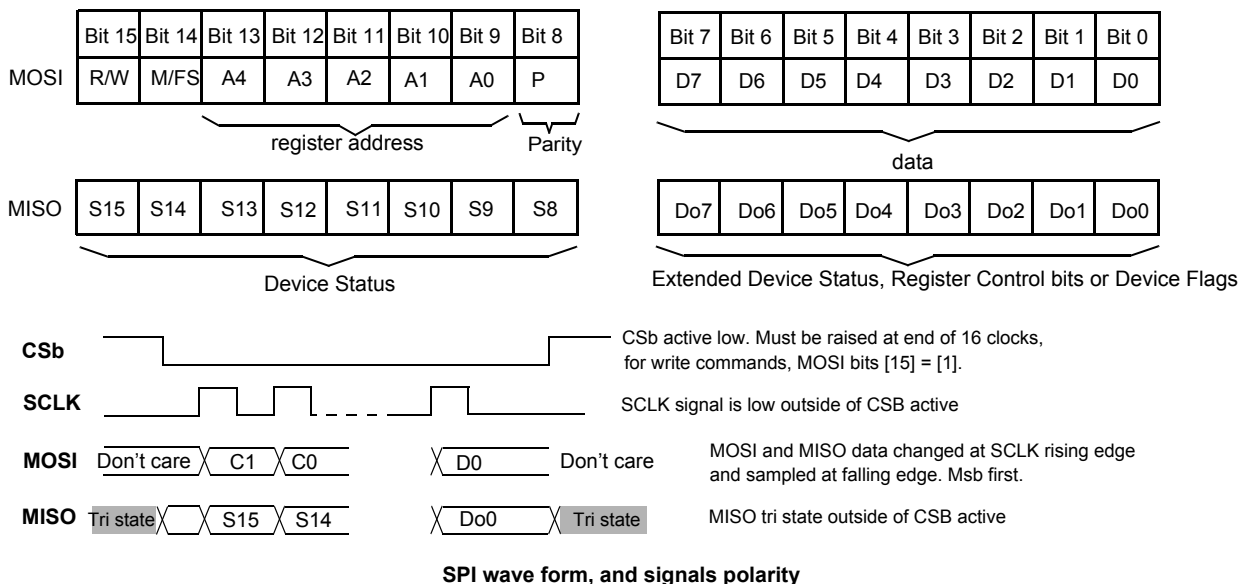 Bit 15 Bit 14 Bit 13 Bit 12 Bit 11 Bit 10 Bit 9 Bit 8 Bit 7 Bit 6 Bit 5 Bit 4 Bit 3 Bit 2 Bit 1 Bit 0
MOSI R/W M/FS A4 A3 A2 A1 A0 P D7 D6 D5 D4 D3 D2 D1 D0
register address Parity data
MISO S15 S14 S13 S12 S11 S10 S9 S8 Do7 Do6 Do5 Do4 Do3 Do2 Do1 Do0
Device Status Extended Device Status, Register Control bits or Device Flags
CSb
CSb active low. Must be raised at end of 16 clocks,
for write commands, MOSI bits [15] = [1].
SCLK
SCLK signal is low outside of CSB active
MOSI Don't care C1 C0 D0 Don't care
MOSI and MISO data changed at SCLK rising edge
and sampled at falling edge. Msb first.
MISO Tri state S15 S14 Do0 Tri state
MISO tri state outside of CSB active
SPI wave form, and signals polarity